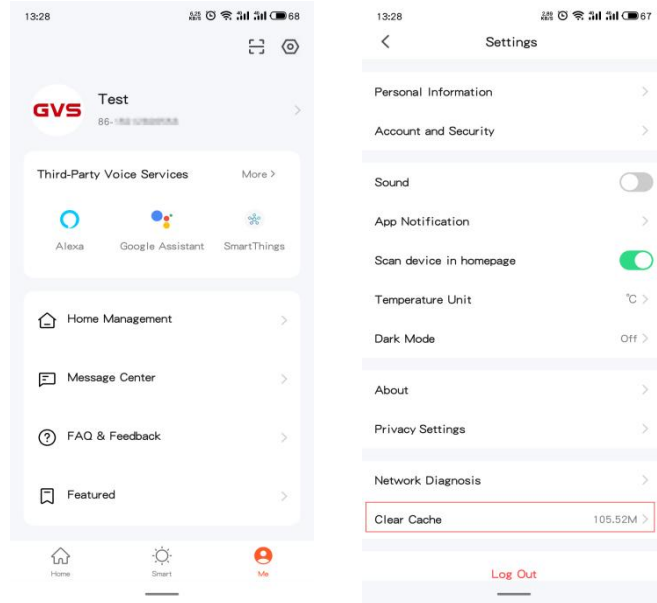 13:28
68
GVS
Test
86-
Third-Party Voice Services
More >
Alexa
Google Assistant
SmartThings
Home Management
Message Center
FAQ & Feedback
Featured
Home
Smart
Me
13:28
67
Settings
Personal Information
Account and Security
Sound
App Notification
Scan device in homepage
Temperature Unit
°C >
Dark Mode
Off >
About
Privacy Settings
Network Diagnosis
Clear Cache
105.52M >
Log Out